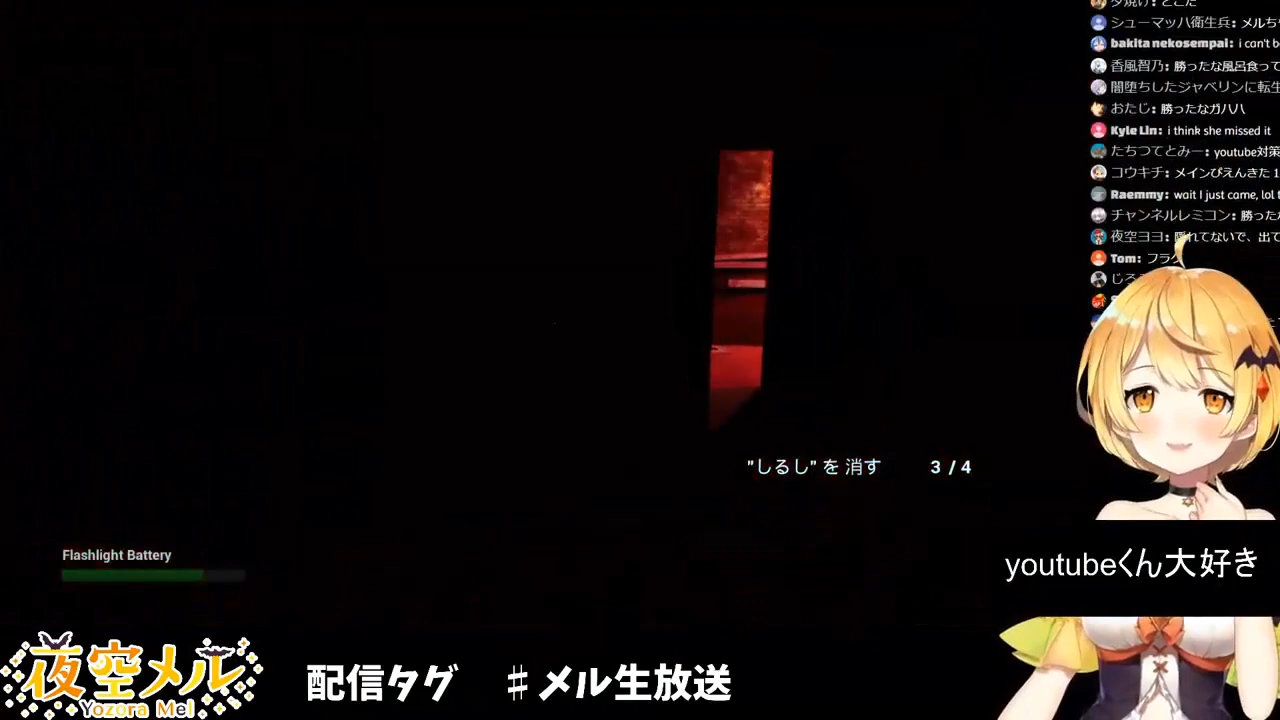 夕焼け: どこだ
シューマッハ衛生兵: メルち
bakita nekosempai: i can't b
香風智乃: 勝ったな風呂食って
闇堕ちしたジャベリンに転生
おたじ: 勝ったなガハハ
Kyle Lin: i think she missed it
たちつてとみー: youtube対策
コウキチ: メインぴえんきた 1
Raemmy: wait I just came, lol t
チャンネルレミコン: 勝った
夜空ヨヨ: 隠れてないで、出て
Tom: フラグ
じろ
"しるし" を 消す 3 / 4
Flashlight Battery
youtubeくん大好き
夜空メル
Yozora Mel
配信タグ #メル生放送